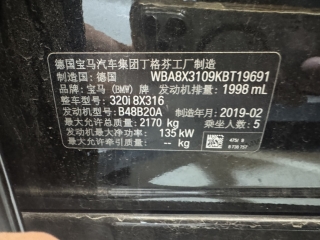 德国宝马汽车集团丁格芬工厂制造
制造国: 德国 WBA8X3109KBT19691
品牌: 宝马 (BMW) 牌 发动机排量: 1998 mL
整车型号: 320i 8X316
发动机型号: B48B20A 制造年月: 2019-02
最大允许总质量: 2170 kg 乘坐人数: 5
发动机最大净功率: 135 kW
最大允许牵引质量: -- kg